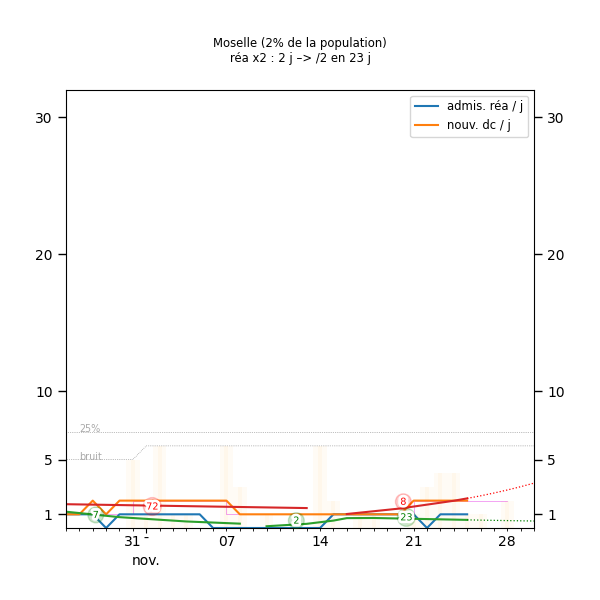 Moselle (2% de la population)
réa x2 : 2 j –> /2 en 23 j
admis. réa / j
nouv. dc / j
30 30
20 20
10 10
25%
5 bruit 5
72 8
7 2 23
1 1
31 - 07 14 21 28
nov.